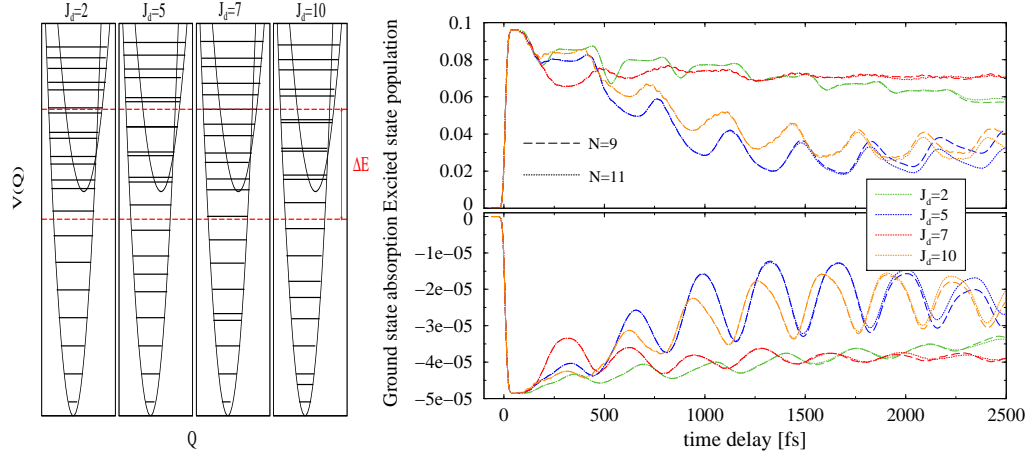 J_d=2 J_d=5 J_d=7 J_d=10
V(Q)
ΔE
Q
Excited state population
0.1
0.08
0.06
0.04
0.02
0
N=9
N=11
Ground state absorption
0
−1e−05
−2e−05
−3e−05
−4e−05
−5e−05
J_d=2
J_d=5
J_d=7
J_d=10
0 500 1000 1500 2000 2500
time delay [fs]